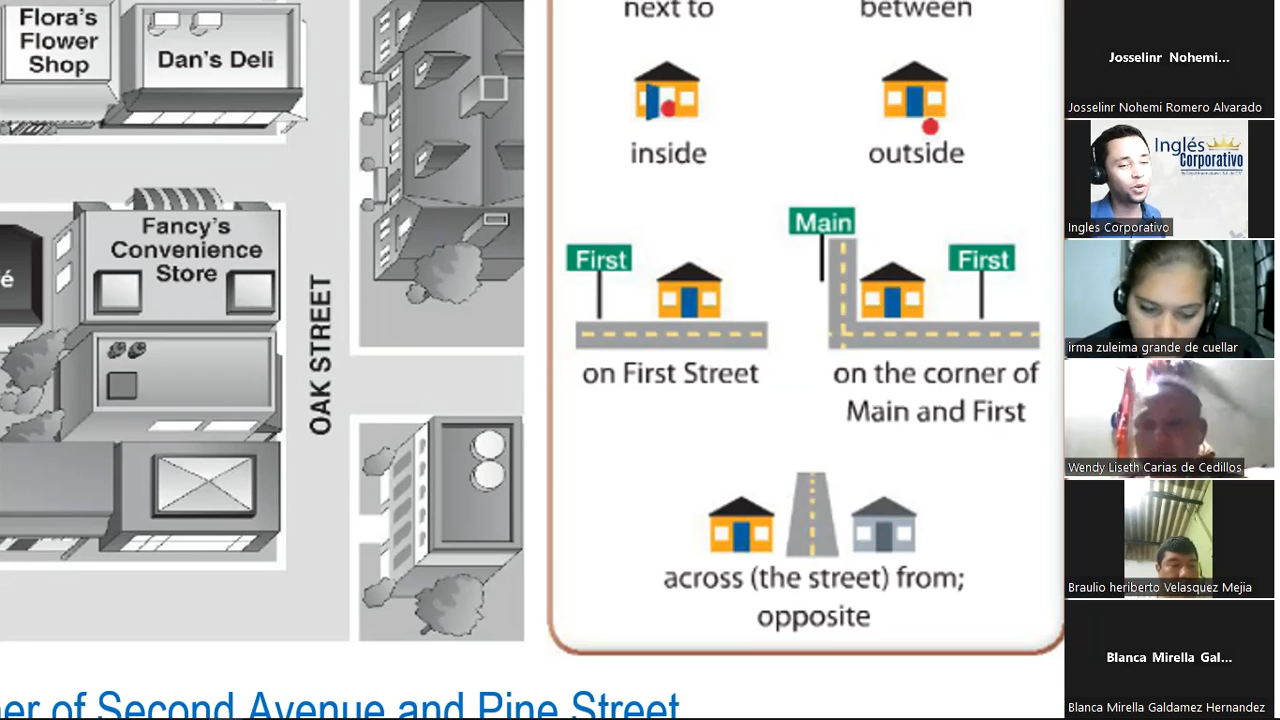 Flora's
Flower
Shop
Dan's Deli
Fancy's
Convenience
Store
é
OAK STREET
next to
between
inside
outside
First
on First Street
Main
First
on the corner of
Main and First
across (the street) from;
opposite
er of Second Avenue and Pine Street
Josselinr Nohemi...
Josselinr Nohemi Romero Alvarado
Inglés
Corporativo
Ingles Corporativo
irma zuleima grande de cuellar
Wendy Liseth Carias de Cedillos
Braulio heriberto Velasquez Mejia
Blanca Mirella Gal...
Blanca Mirella Galdamez Hernandez